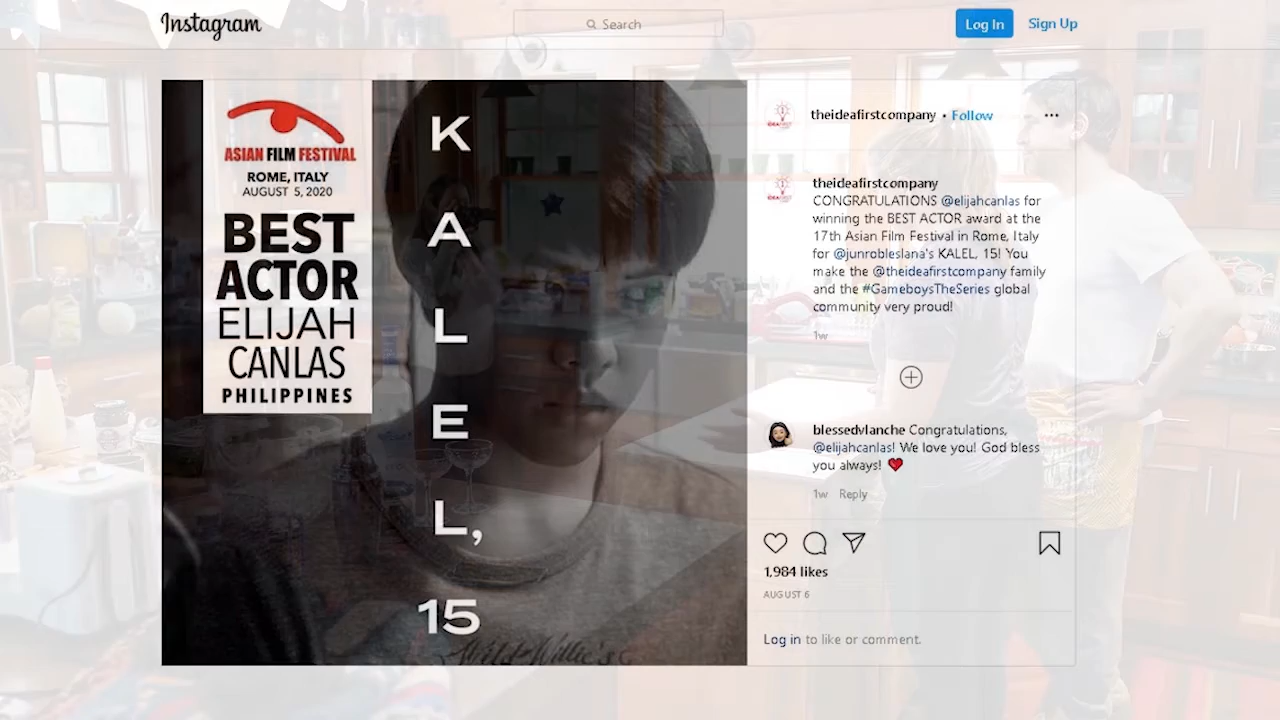 Instagram
Search
Log In
Sign Up
ASIAN FILM FESTIVAL
ROME, ITALY
AUGUST 5, 2020
BEST
ACTOR
ELIJAH
CANLAS
PHILIPPINES
K
A
L
E
L,
15
theideafirstcompany • Follow
theideafirstcompany
CONGRATULATIONS @elijahcanlas for
winning the BEST ACTOR award at the
17th Asian Film Festival in Rome, Italy
for @junrobleslana's KALEL, 15! You
make the @theideafirstcompany family
and the #GameboysTheSeries global
community very proud!
1w
blessedvlanche Congratulations,
@elijahcanlas! We love you! God bless
you always! ❤
1w Reply
1,984 likes
AUGUST 6
Log in to like or comment.